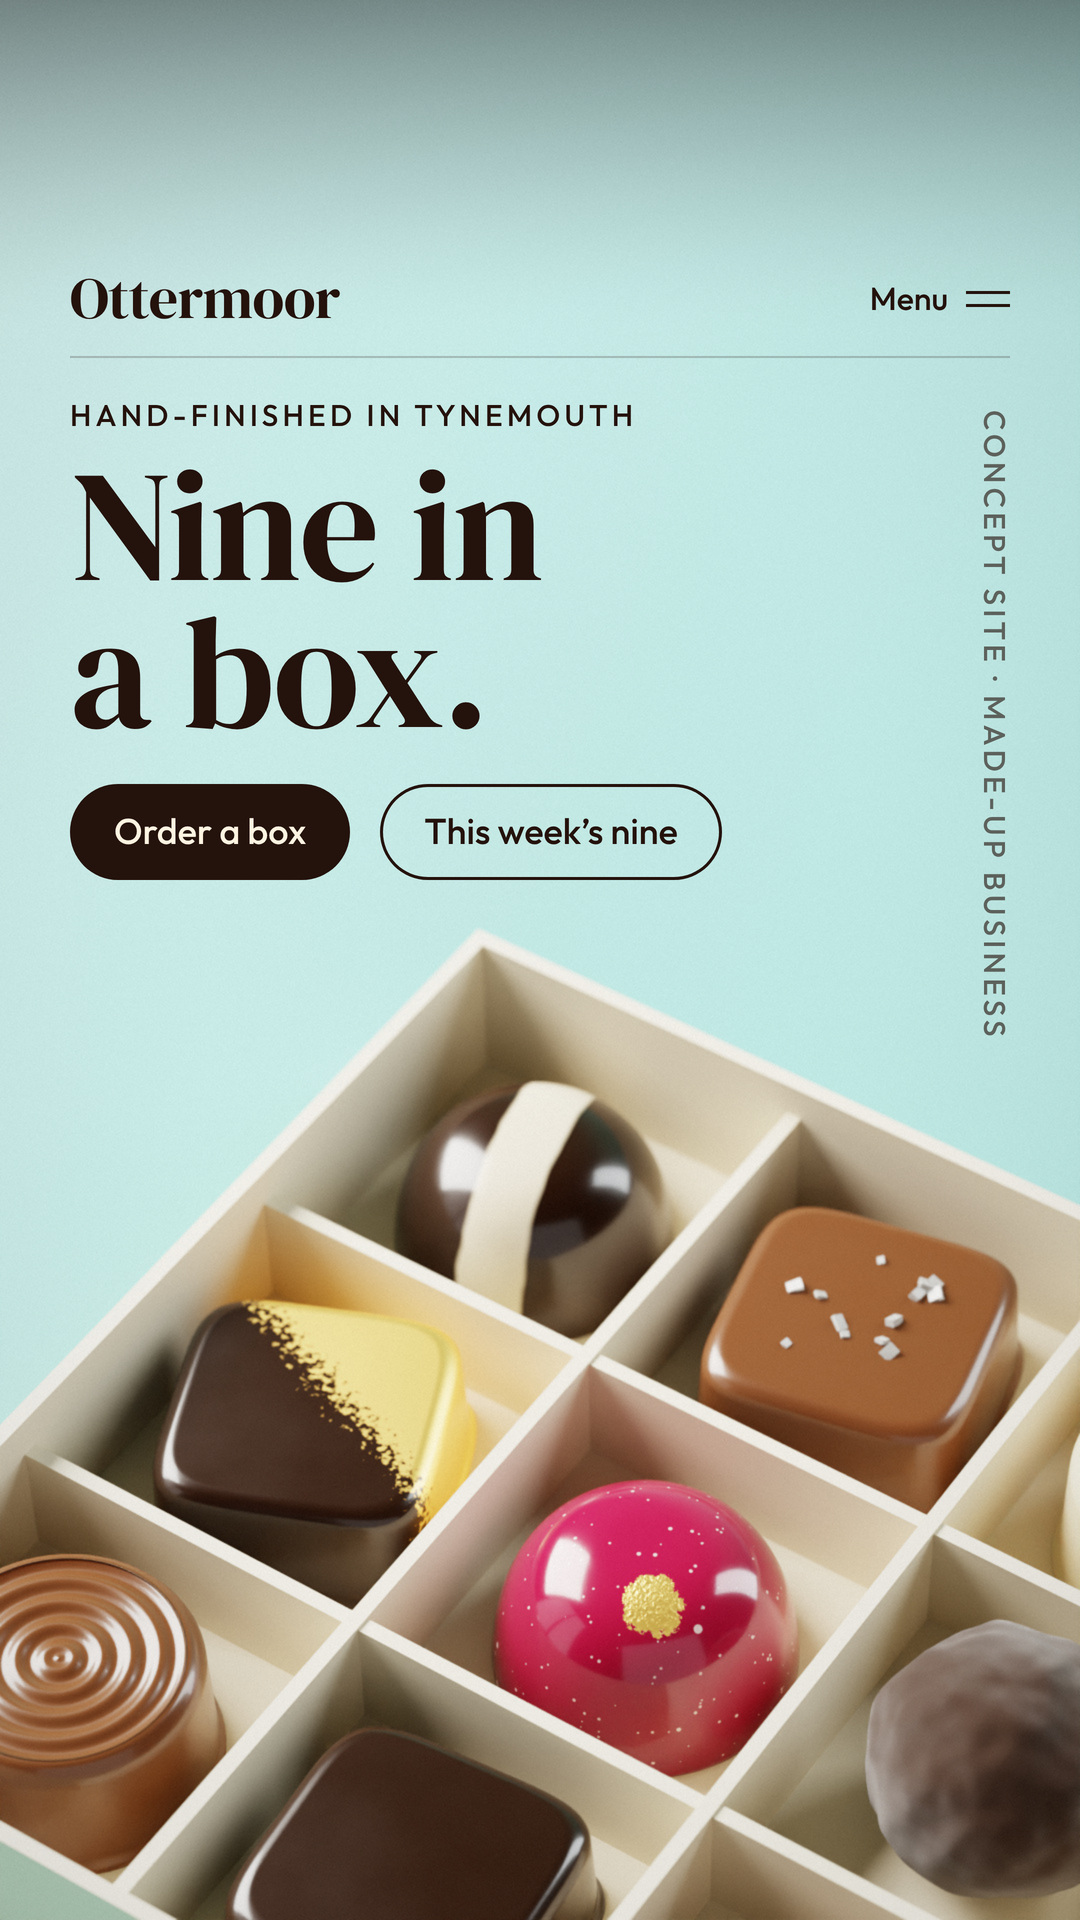 Ottermoor
Menu
HAND-FINISHED IN TYNEMOUTH
Nine in
a box.
Order a box
This week’s nine
CONCEPT SITE · MADE-UP BUSINESS